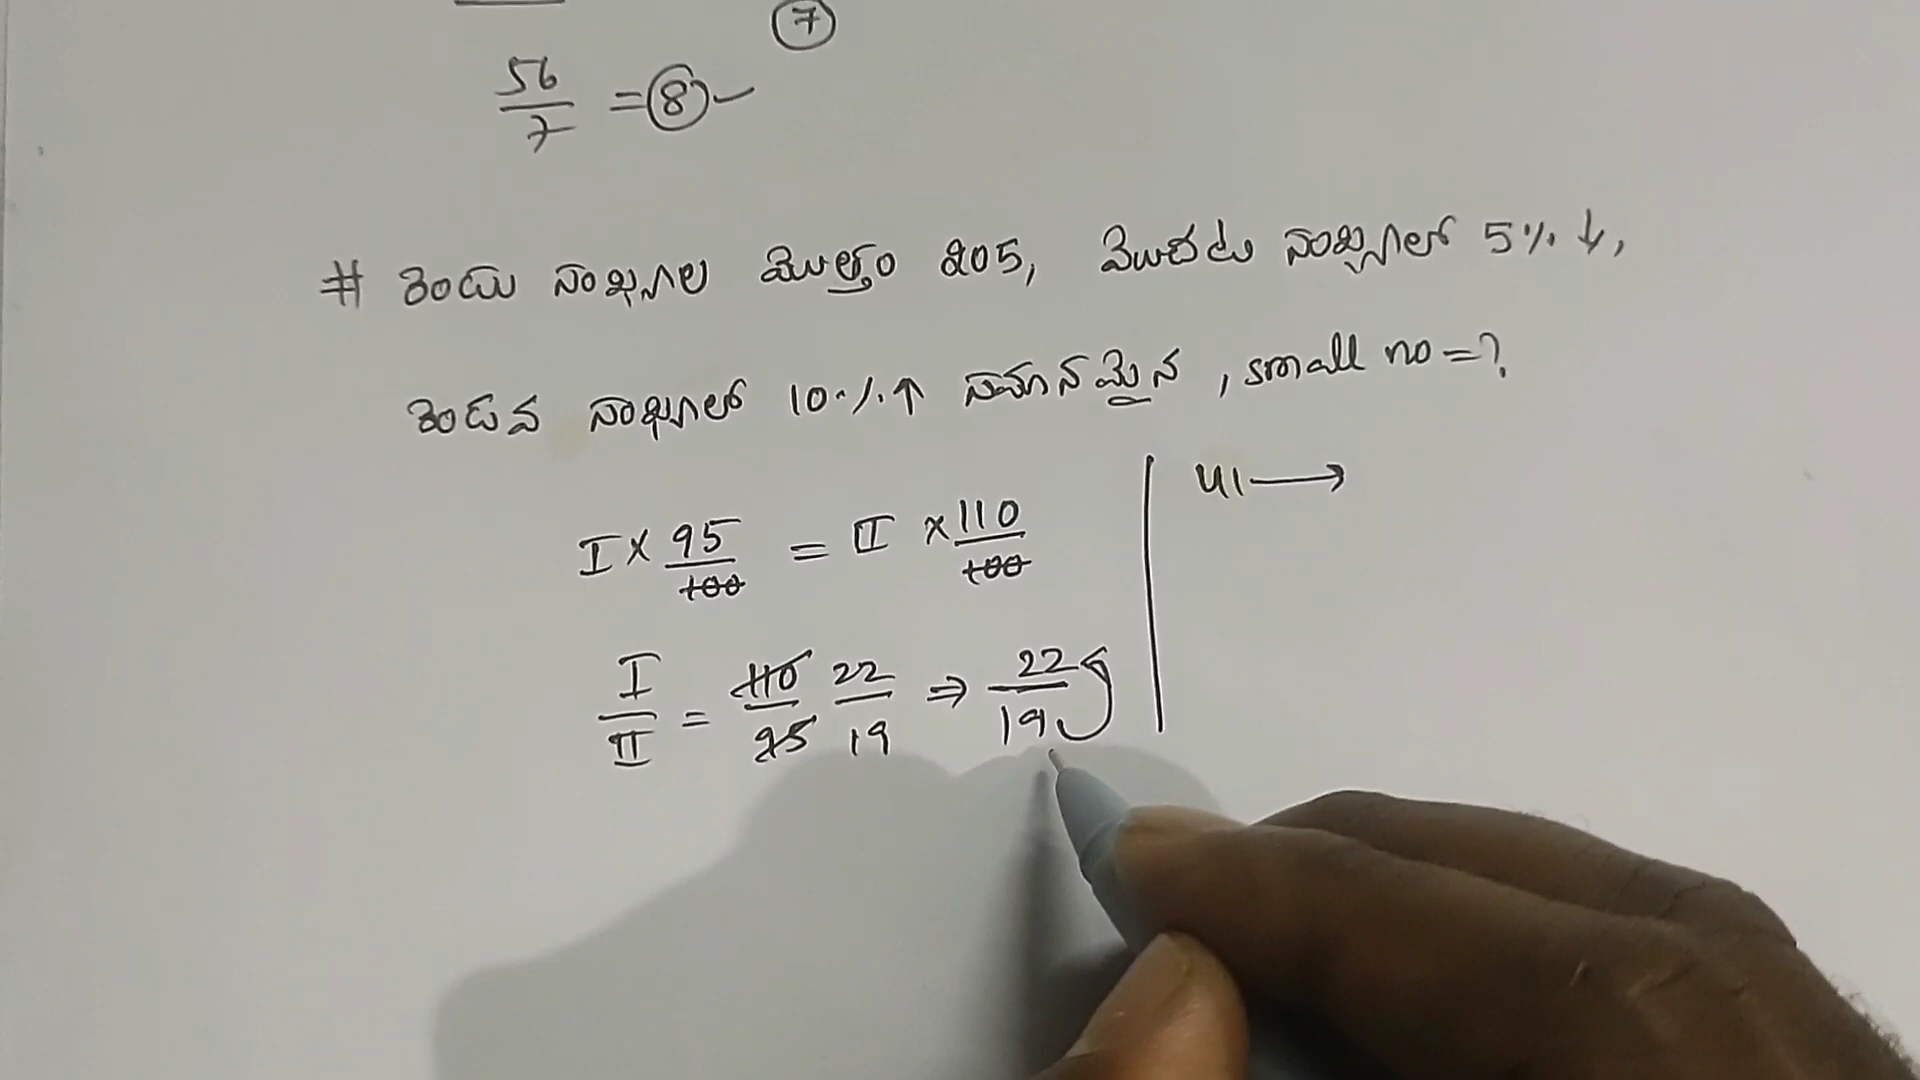 7
56/7 = 8
# రెండు సంఖ్యల మొత్తం 205, మొదటి సంఖ్యలో 5% ↓,
రెండవ సంఖ్యలో 10% ↑ సమానమైన, small no = ?
I × 95/100 = II × 110/100
41 →
I/II = 110/95 22/19 ⇒ 22/19